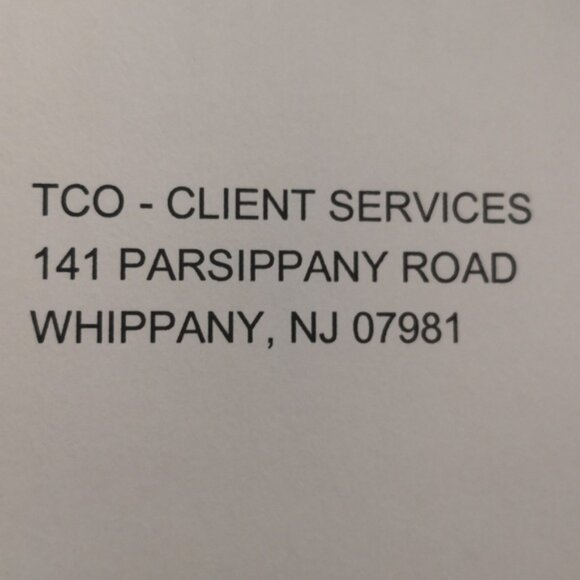 TCO - CLIENT SERVICES
141 PARSIPPANY ROAD
WHIPPANY, NJ 07981